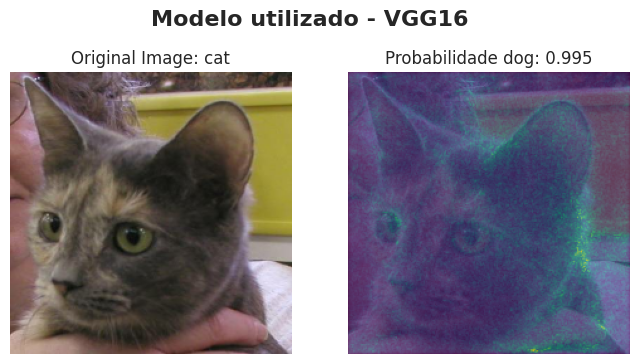 Modelo utilizado - VGG16
Original Image: cat
Probabilidade dog: 0.995